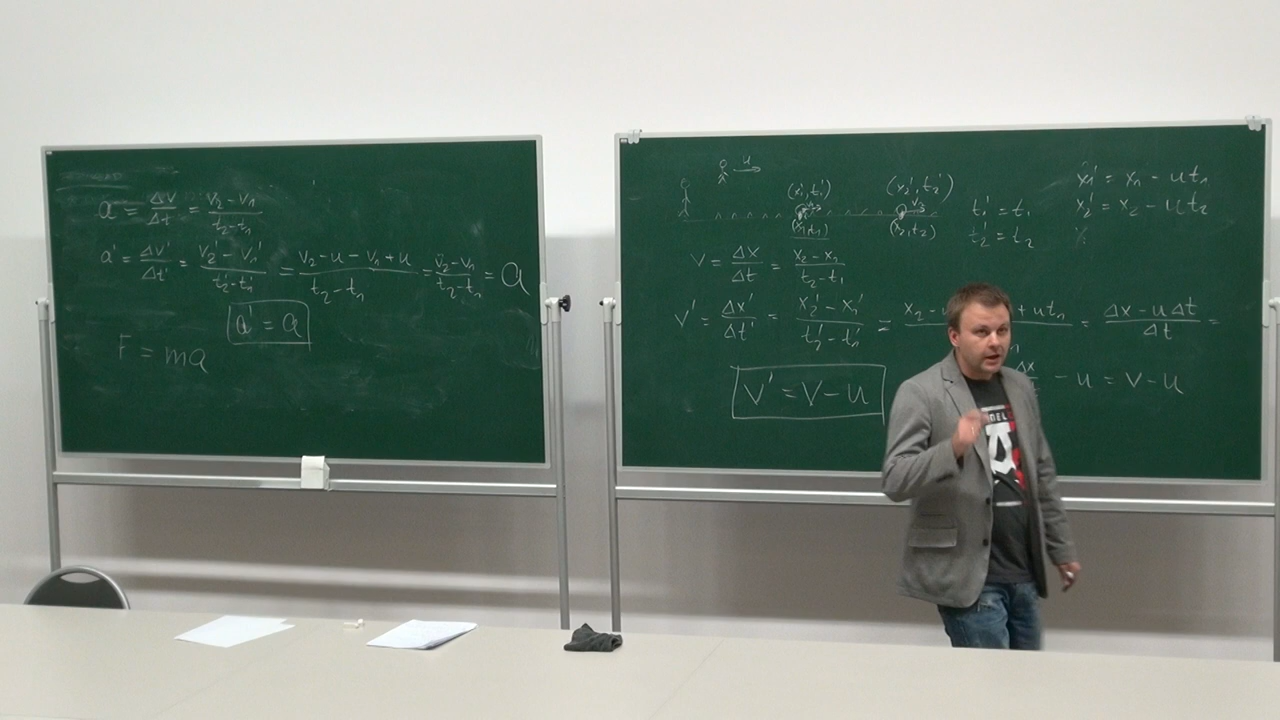 a = Δv/Δt = v₂-v₁/t₂-t₁
a' = Δv'/Δt' = v₂'-v₁'/t₂'-t₁' = v₂-u-v₁+u/t₂-t₁ = v₂-v₁/t₂-t₁ = a
a' = a
F = ma
u
(x₁',t₁') (x₂',t₂')
(x₁,t₁) (x₂,t₂)
t₁' = t₁
t₂' = t₂
x₁' = x₁ - ut₁
x₂' = x₂ - ut₂
v = Δx/Δt = x₂-x₁/t₂-t₁
v' = Δx'/Δt' = x₂'-x₁'/t₂'-t₁' = x₂- + ut₁ = Δx-uΔt/Δt =
Δx - u = v-u
v' = v-u